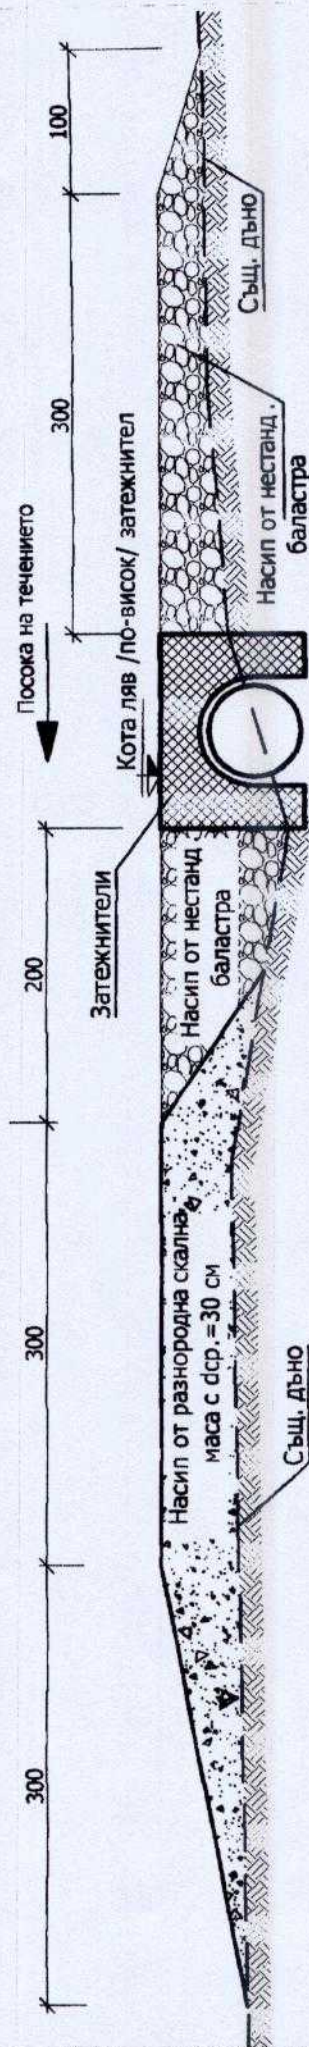 300
300
200
300
100
Посока на течението
Кота ляв /по-висок/ затежнител
Затежнители
Насип от нестанд
баластра
Насип от разнородна скална
маса с dср.=30 см
Същ. дъно
Насип от нестанд.
баластра
Същ. дъно